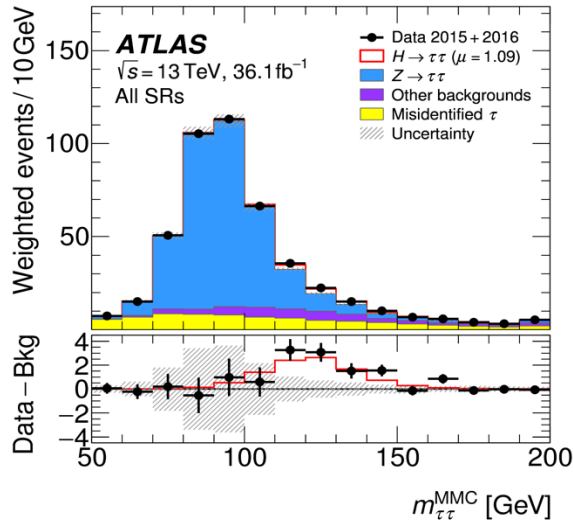 ATLAS
√s = 13 TeV, 36.1 fb⁻¹
All SRs
Data 2015 + 2016
H → ττ (μ = 1.09)
Z → ττ
Other backgrounds
Misidentified τ
Uncertainty
Weighted events / 10 GeV
150
100
50
Data − Bkg
4
2
0
−2
−4
50
100
150
200
m_ττ^MMC [GeV]